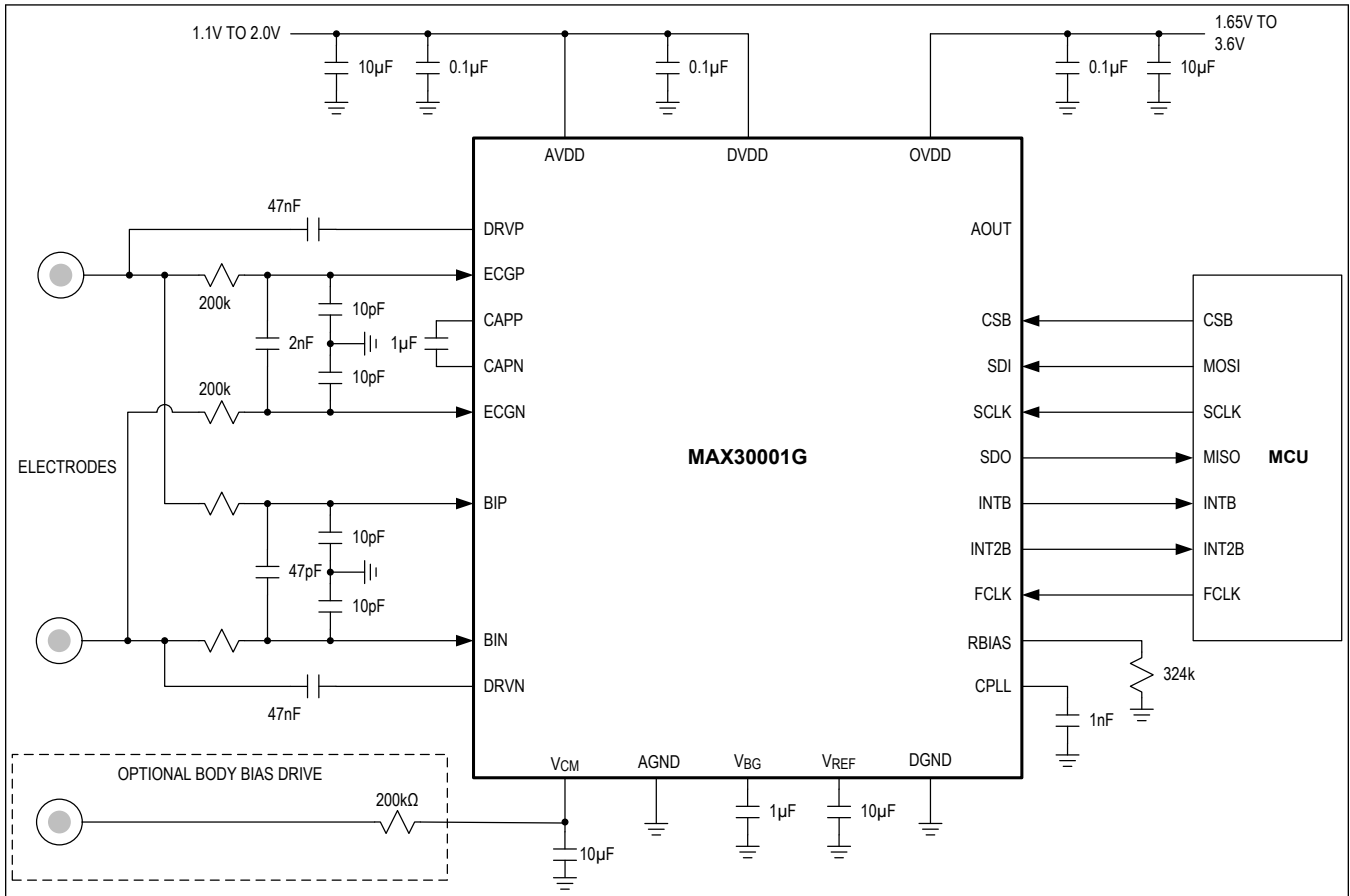 1.1V TO 2.0V
1.65V TO
3.6V
10µF
0.1µF
0.1µF
0.1µF
10µF
AVDD
DVDD
OVDD
47nF
DRVP
AOUT
ECGP
200k
10pF
CAPP
CSB
CSB
2nF
1µF
CAPN
SDI
MOSI
10pF
200k
ECGN
SCLK
SCLK
ELECTRODES
MAX30001G
SDO
MISO
MCU
BIP
INTB
INTB
10pF
INT2B
INT2B
47pF
10pF
FCLK
FCLK
BIN
RBIAS
324k
DRVN
CPLL
47nF
1nF
OPTIONAL BODY BIAS DRIVE
VCM
AGND
VBG
VREF
DGND
200kΩ
1µF
10µF
10µF